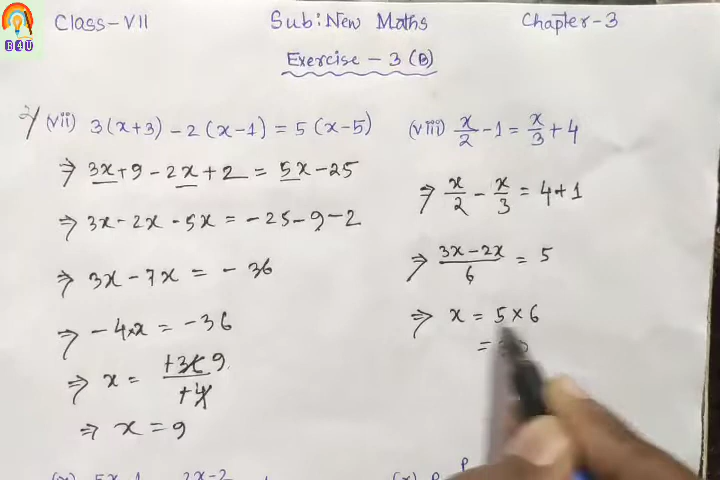 B4U
Class-VII Sub: New Maths Chapter-3
Exercise - 3 (B)
2/ (vii) 3(x+3) - 2(x-1) = 5(x-5)
⇒ 3x+9-2x+2 = 5x-25
⇒ 3x-2x-5x = -25-9-2
⇒ 3x-7x = -36
⇒ -4x = -36
⇒ x = +36/+4 9
⇒ x = 9
(viii) x/2 - 1 = x/3 + 4
⇒ x/2 - x/3 = 4+1
⇒ (3x-2x)/6 = 5
⇒ x = 5×6
=